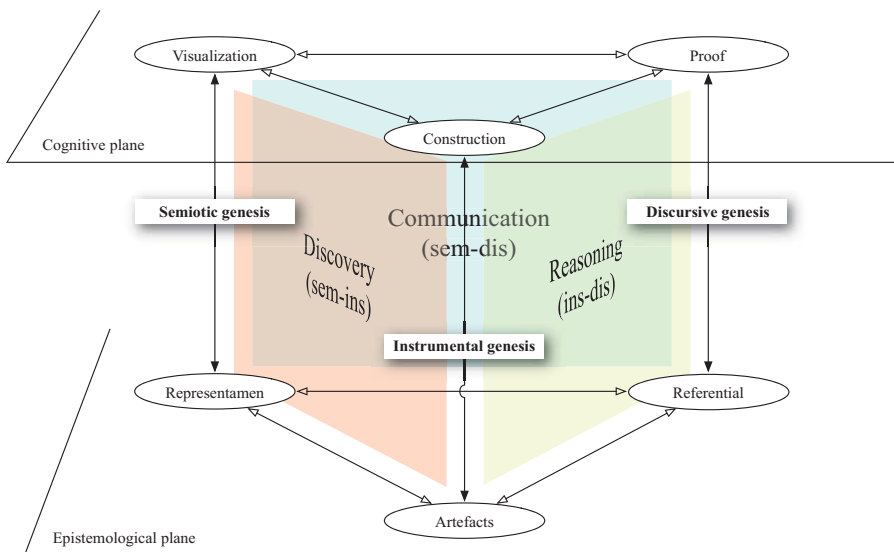 Visualization
Proof
Construction
Cognitive plane
Semiotic genesis
Discursive genesis
Communication
(sem-dis)
Discovery
(sem-ins)
Reasoning
(ins-dis)
Instrumental genesis
Representamen
Referential
Artefacts
Epistemological plane